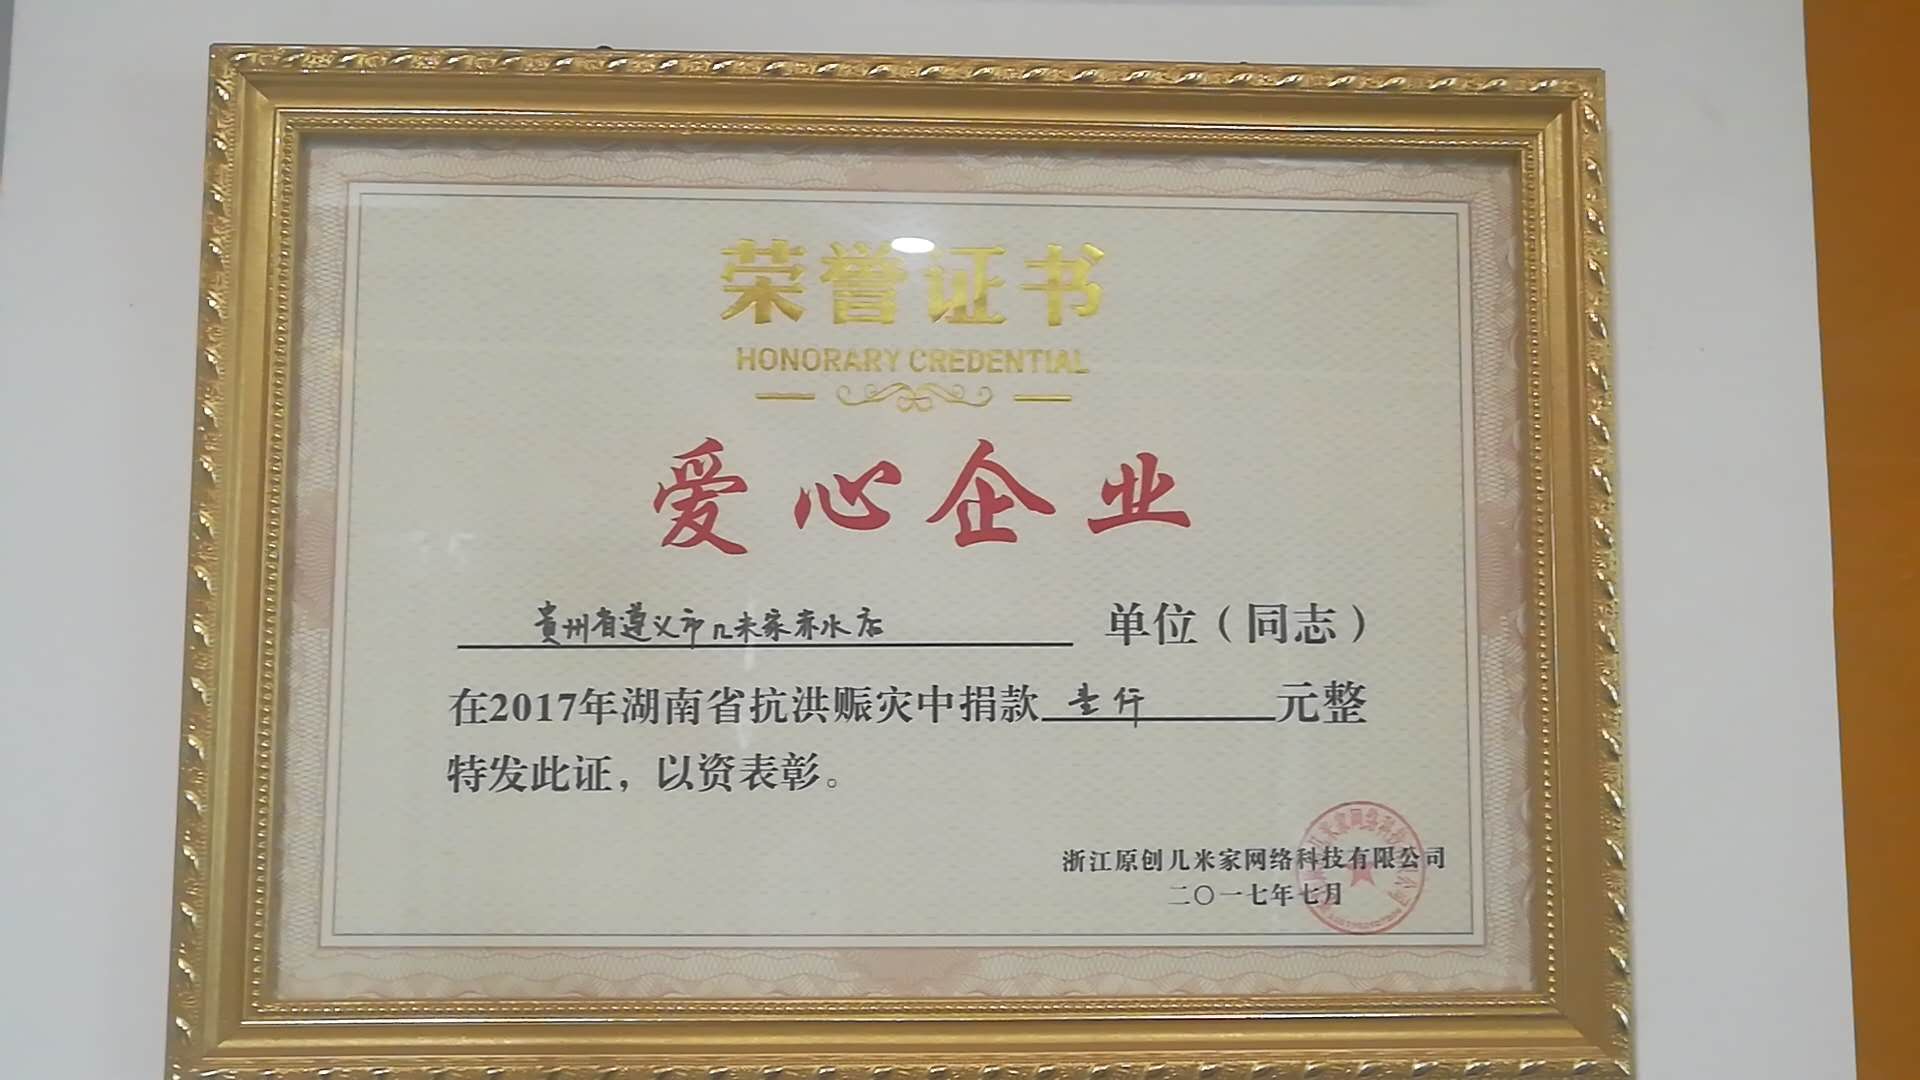 荣誉证书
HONORARY CREDENTIAL
爱心企业
贵州省遵义市几米家赤水店 单位（同志）
在2017年湖南省抗洪赈灾中捐款壹仟元整
特发此证，以资表彰。
浙江原创几米家网络科技有限公司
二〇一七年七月